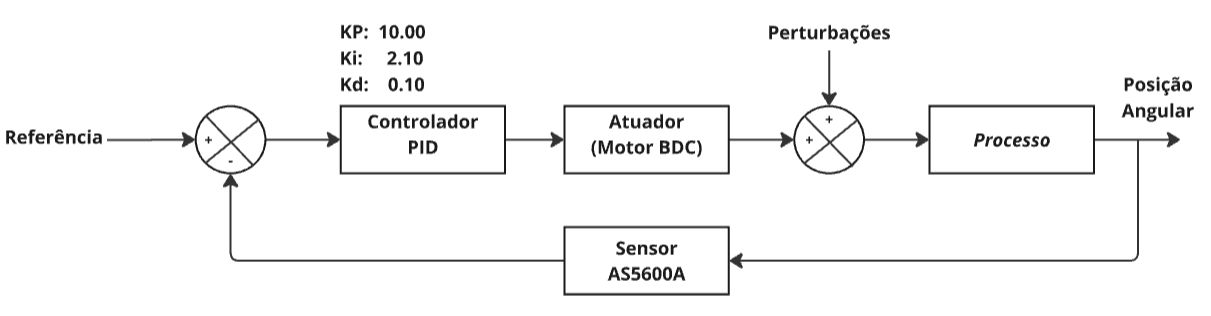 KP: 10.00
Ki: 2.10
Kd: 0.10
Perturbações
Posição
Angular
Referência
+
-
Controlador
PID
Atuador
(Motor BDC)
+
+
Processo
Sensor
AS5600A